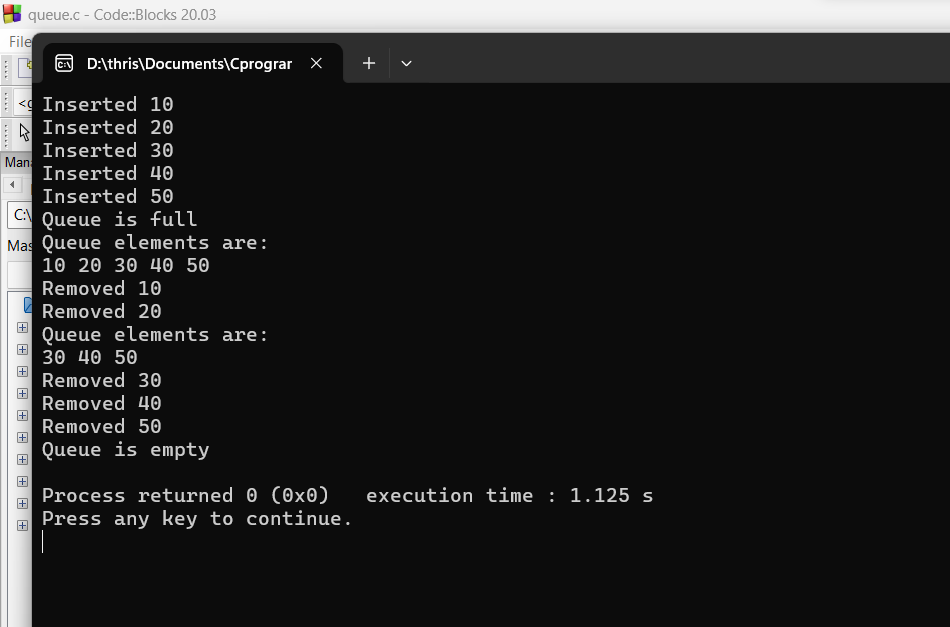 queue.c - Code::Blocks 20.03
File
D:\thris\Documents\Cprograr
Inserted 10
Inserted 20
Inserted 30
Inserted 40
Inserted 50
Queue is full
Queue elements are:
10 20 30 40 50
Removed 10
Removed 20
Queue elements are:
30 40 50
Removed 30
Removed 40
Removed 50
Queue is empty
Process returned 0 (0x0)   execution time : 1.125 s
Press any key to continue.
<g
Mana
C:\
Mas